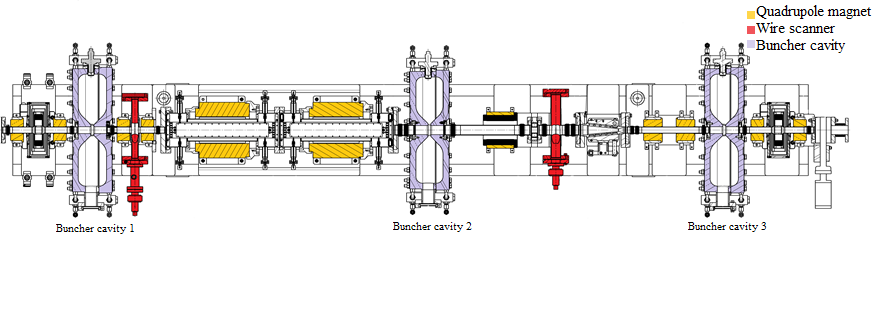 Quadrupole magnet
Wire scanner
Buncher cavity
Buncher cavity 1
Buncher cavity 2
Buncher cavity 3